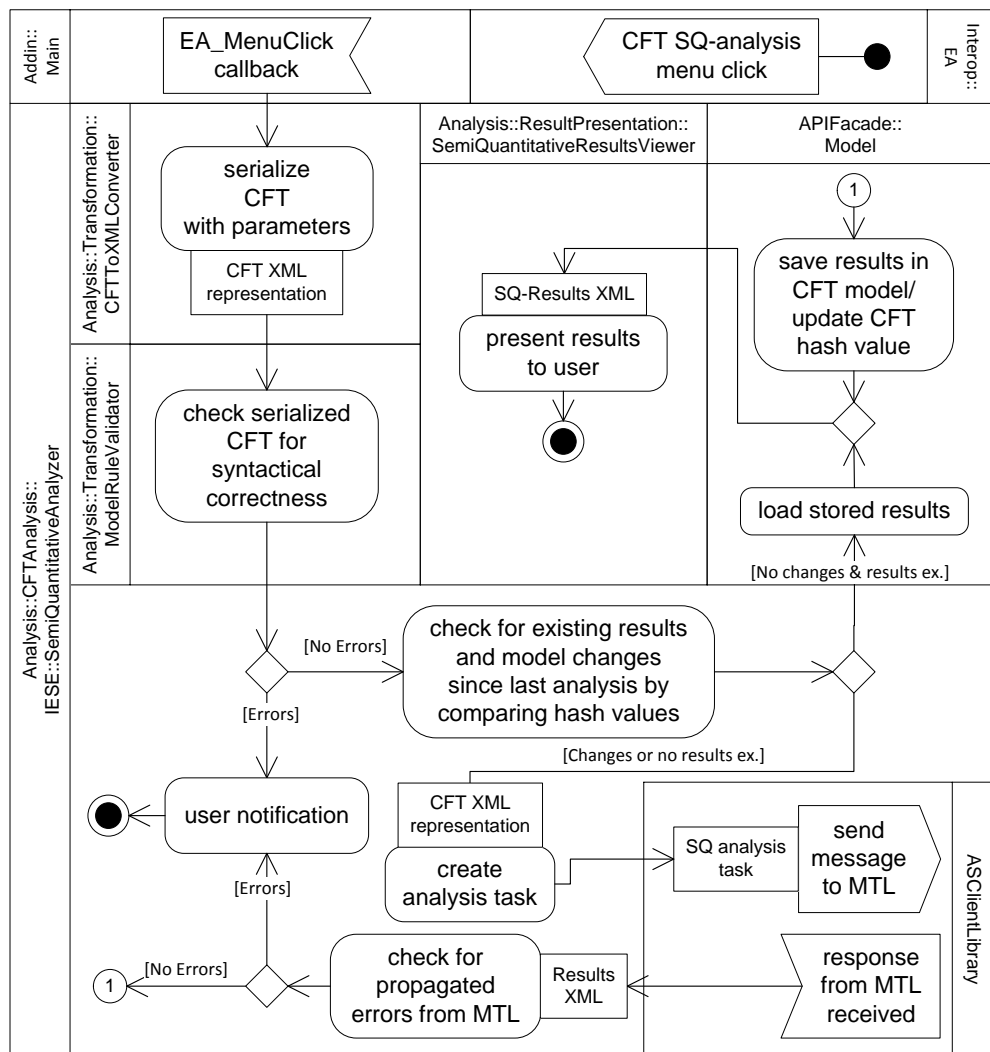 Addin::
Main
EA_MenuClick
callback
CFT SQ-analysis
menu click
Interop::
EA
Analysis::CFTAnalysis::
IESE::SemiQuantitativeAnalyzer
Analysis::Transformation::
CFTToXMLConverter
serialize
CFT
with parameters
CFT XML
representation
Analysis::ResultPresentation::
SemiQuantitativeResultsViewer
SQ-Results XML
present results
to user
APIFacade::
Model
1
save results in
CFT model/
update CFT
hash value
load stored results
[No changes & results ex.]
Analysis::Transformation::
ModelRuleValidator
check serialized
CFT for
syntactical
correctness
[No Errors]
[Errors]
check for existing results
and model changes
since last analysis by
comparing hash values
[Changes or no results ex.]
user notification
CFT XML
representation
create
analysis task
SQ analysis
task
send
message
to MTL
ASClientLibrary
[Errors]
[No Errors]
1
check for
propagated
errors from MTL
Results
XML
response
from MTL
received